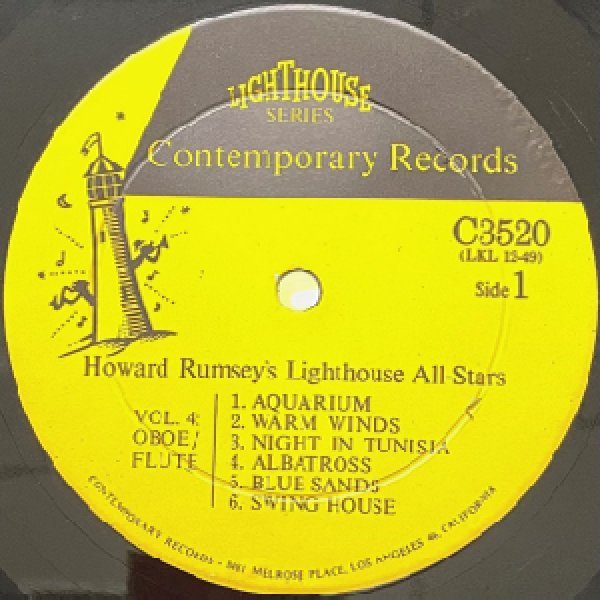 LIGHTHOUSE
SERIES
Contemporary Records
C3520
(LKL 12-49)
Side 1
Howard Rumsey's Lighthouse All Stars
VOL. 4:
OBOE/
FLUTE
1. AQUARIUM
2. WARM WINDS
3. NIGHT IN TUNISIA
4. ALBATROSS
5. BLUE SANDS
6. SWING HOUSE
CONTEMPORARY RECORDS • 8481 MELROSE PLACE, LOS ANGELES 46, CALIFORNIA